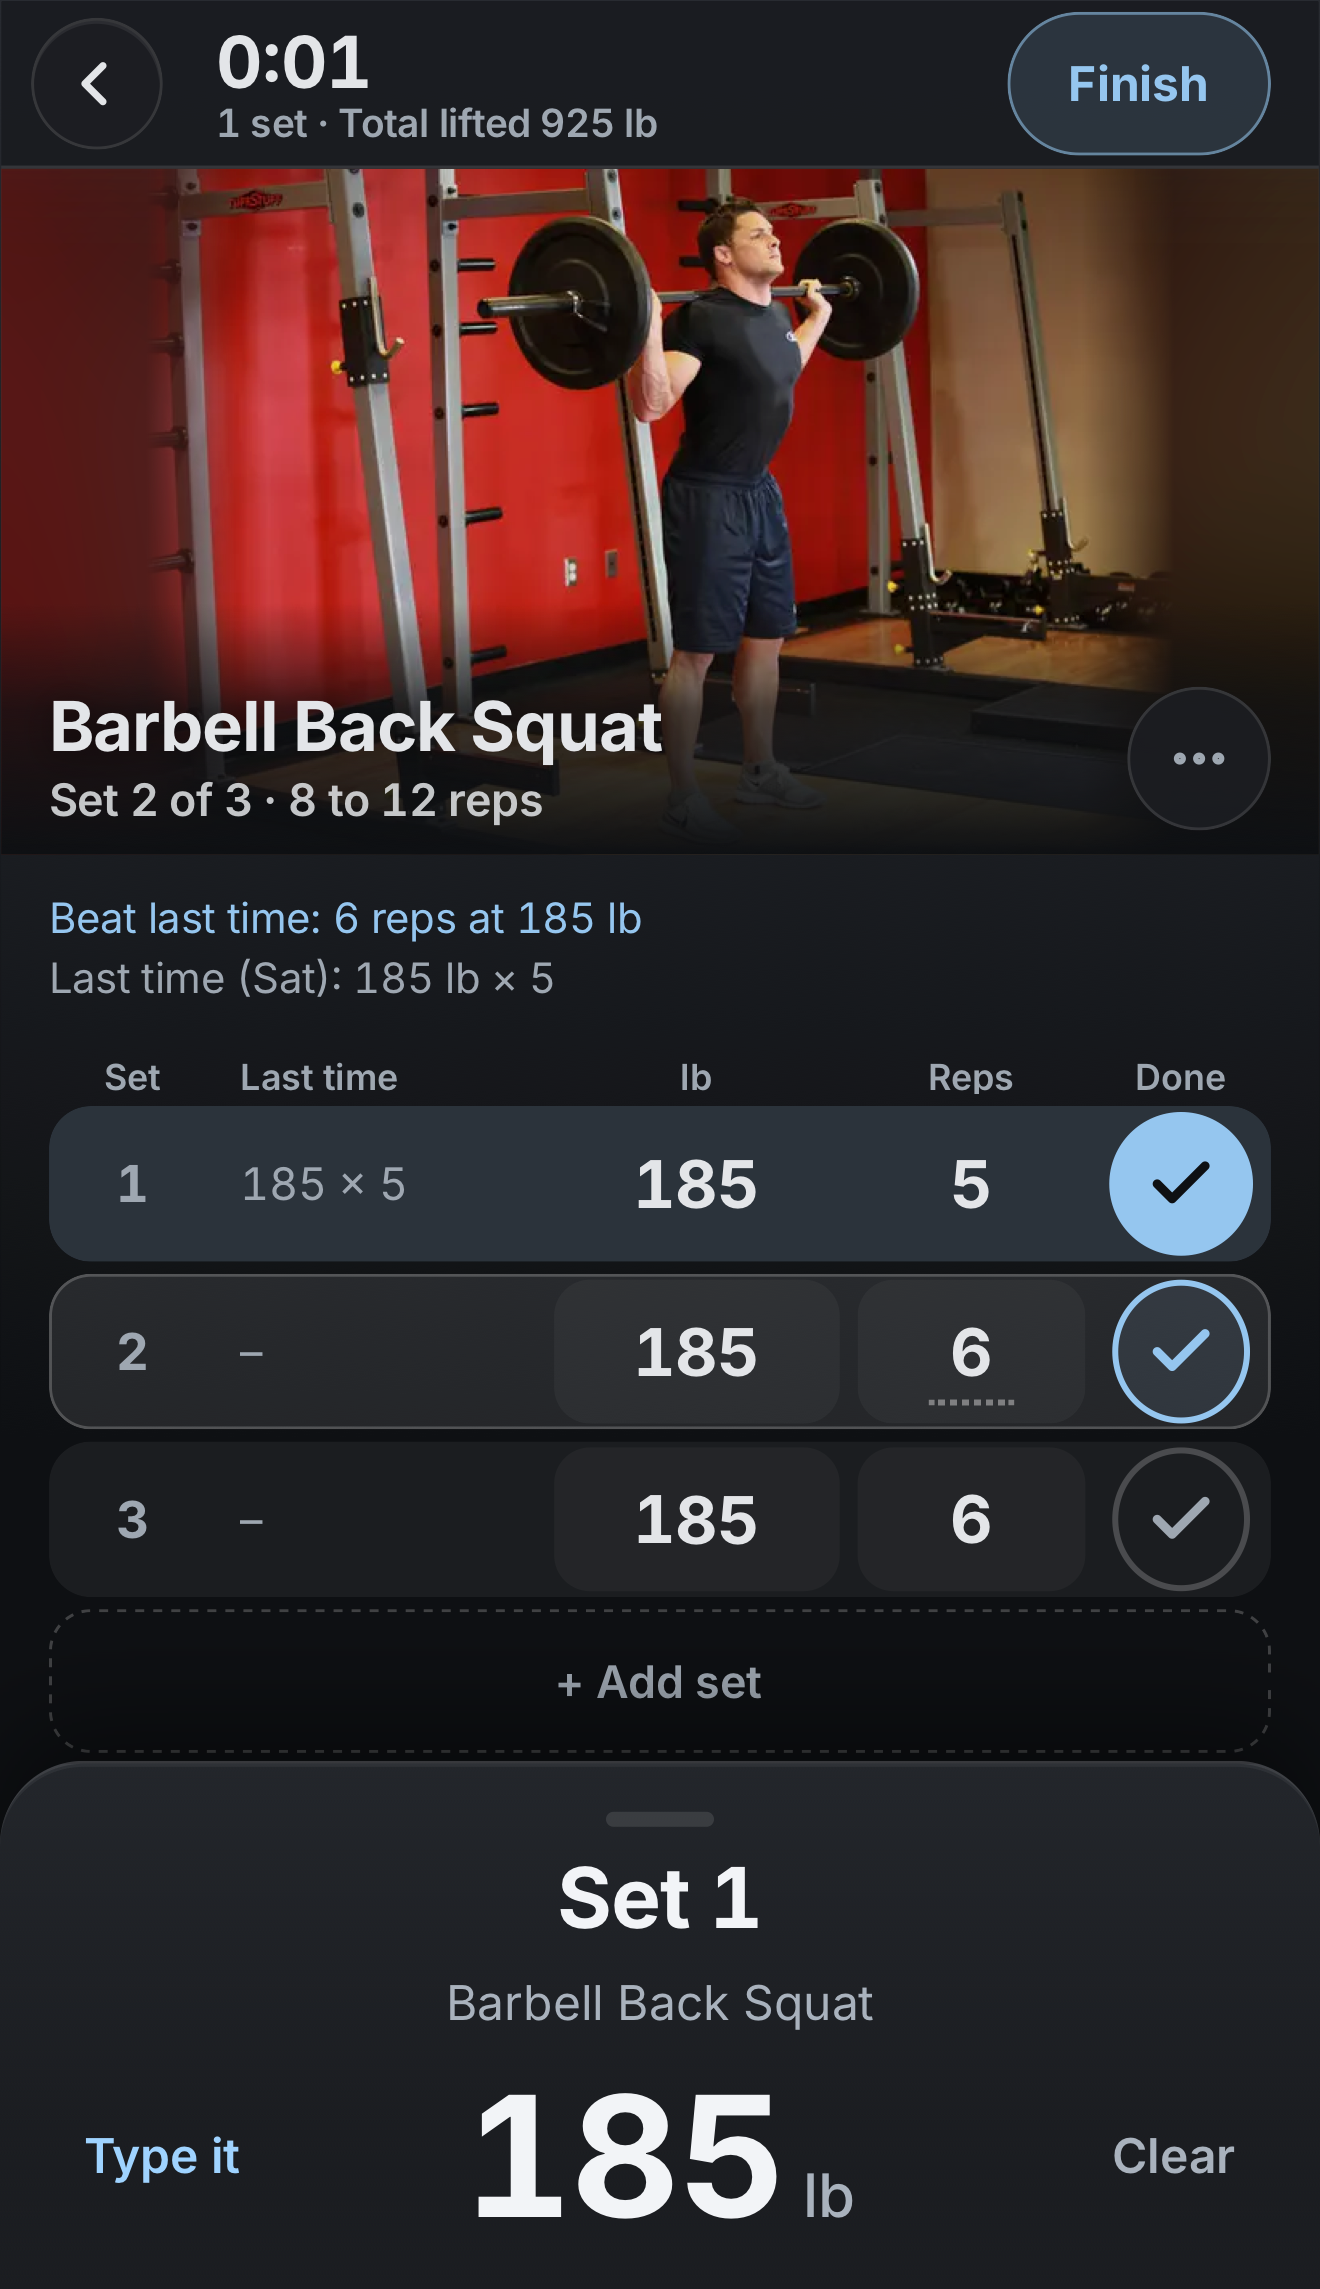 0:01
Finish
1 set · Total lifted 925 lb
Barbell Back Squat
Set 2 of 3 · 8 to 12 reps
Beat last time: 6 reps at 185 lb
Last time (Sat): 185 lb × 5
Set Last time lb Reps Done
1 185 × 5 185 5
2 – 185 6
3 – 185 6
+ Add set
Set 1
Barbell Back Squat
Type it 185 lb Clear